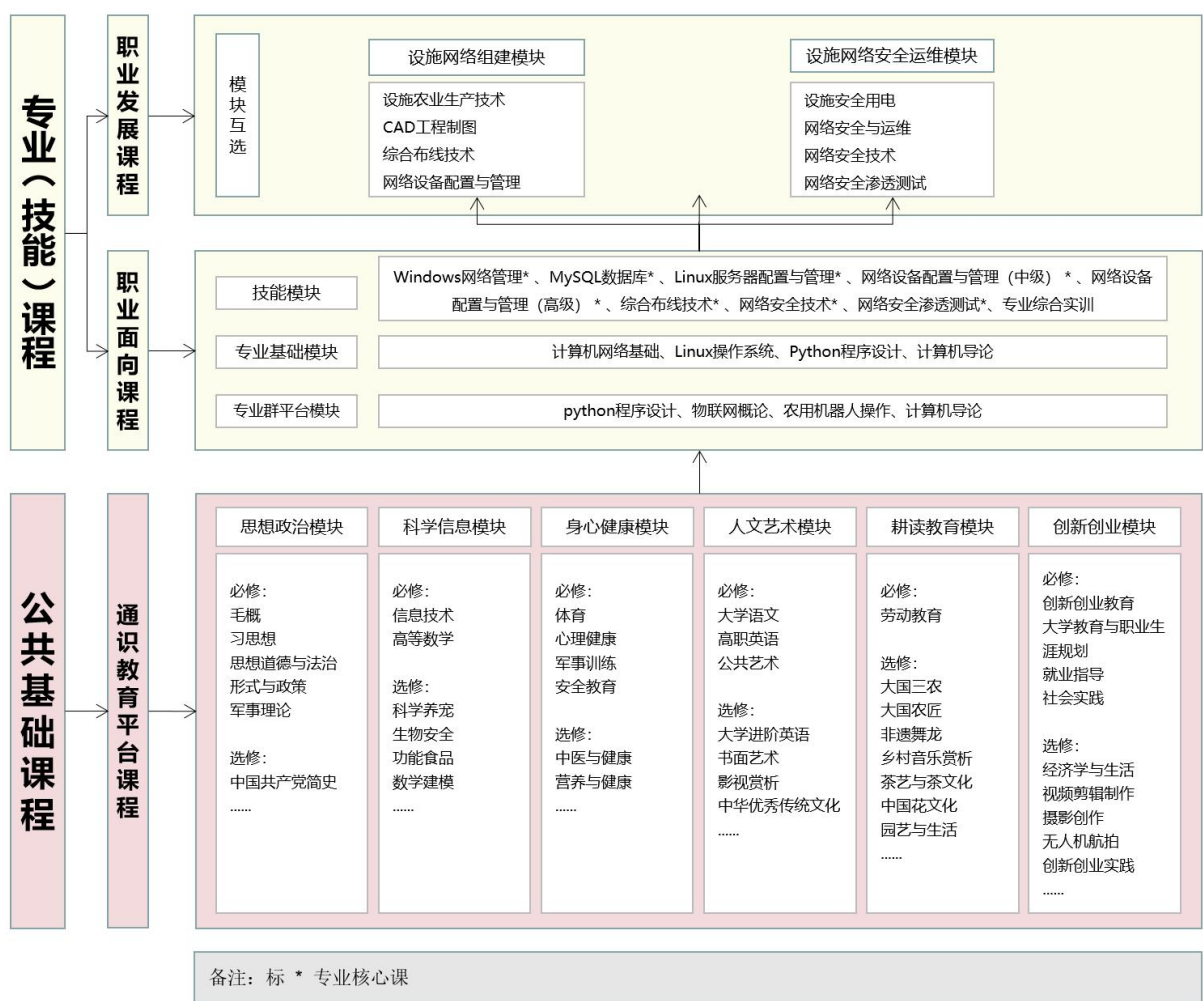 专业（技能）课程
职业发展课程
模块互选
设施网络组建模块
设施农业生产技术
CAD工程制图
综合布线技术
网络设备配置与管理
设施网络安全运维模块
设施安全用电
网络安全与运维
网络安全技术
网络安全渗透测试
职业面向课程
技能模块
Windows网络管理* 、MySQL数据库* 、Linux服务器配置与管理* 、网络设备配置与管理（中级） * 、网络设备
配置与管理（高级） * 、综合布线技术* 、网络安全技术* 、网络安全渗透测试*、专业综合实训
专业基础模块
计算机网络基础、Linux操作系统、Python程序设计、计算机导论
专业群平台模块
python程序设计、物联网概论、农用机器人操作、计算机导论
公共基础课程
通识教育平台课程
思想政治模块
必修：
毛概
习思想
思想道德与法治
形式与政策
军事理论
选修：
中国共产党简史
......
科学信息模块
必修：
信息技术
高等数学
选修：
科学养宠
生物安全
功能食品
数学建模
......
身心健康模块
必修：
体育
心理健康
军事训练
安全教育
选修：
中医与健康
营养与健康
......
人文艺术模块
必修：
大学语文
高职英语
公共艺术
选修：
大学进阶英语
书面艺术
影视赏析
中华优秀传统文化
......
耕读教育模块
必修：
劳动教育
选修：
大国三农
大国农匠
非遗舞龙
乡村音乐赏析
茶艺与茶文化
中国花文化
园艺与生活
......
创新创业模块
必修：
创新创业教育
大学教育与职业生
涯规划
就业指导
社会实践
选修：
经济学与生活
视频剪辑制作
摄影创作
无人机航拍
创新创业实践
......
备注：标 * 专业核心课